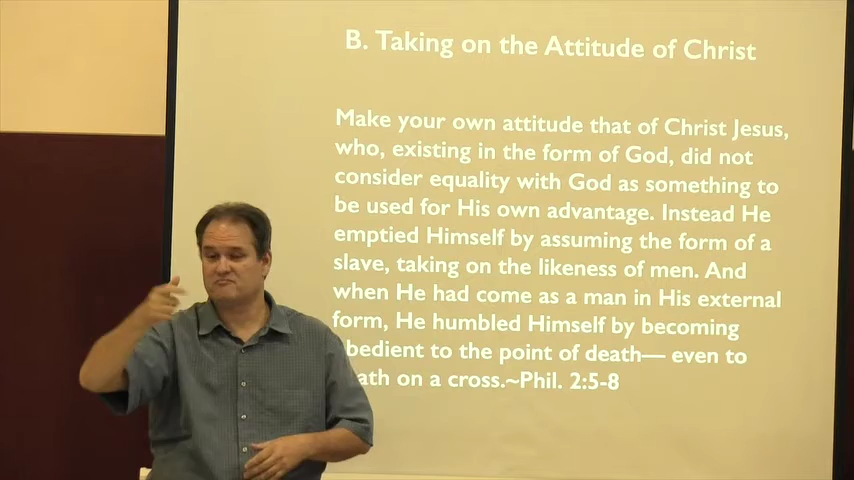 B. Taking on the Attitude of Christ
Make your own attitude that of Christ Jesus,
who, existing in the form of God, did not
consider equality with God as something to
be used for His own advantage. Instead He
emptied Himself by assuming the form of a
slave, taking on the likeness of men. And
when He had come as a man in His external
form, He humbled Himself by becoming
bedient to the point of death— even to
ath on a cross.~Phil. 2:5-8